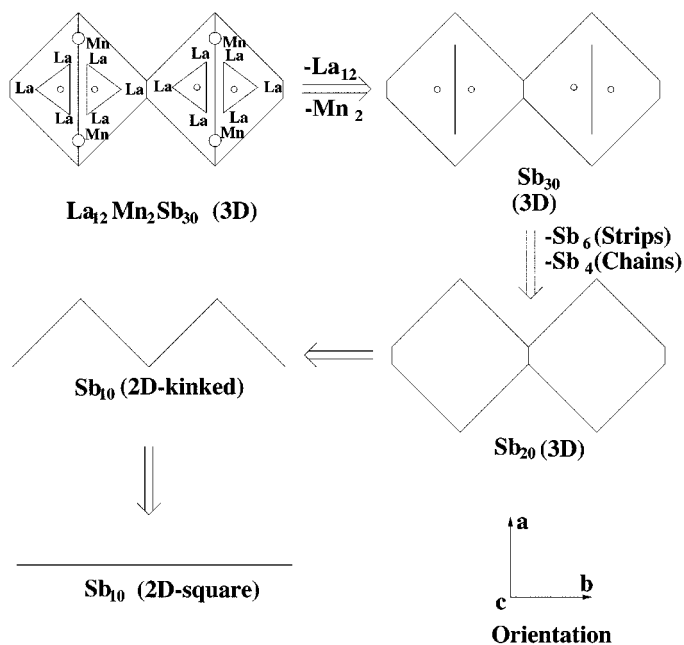 Mn Mn
La La La La
La La La
La La La La
Mn Mn
-La₁₂
-Mn₂
La₁₂Mn₂Sb₃₀ (3D)
Sb₃₀
(3D)
-Sb₆(Strips)
-Sb₄(Chains)
Sb₁₀ (2D-kinked)
Sb₂₀ (3D)
Sb₁₀ (2D-square)
a
b
c
Orientation